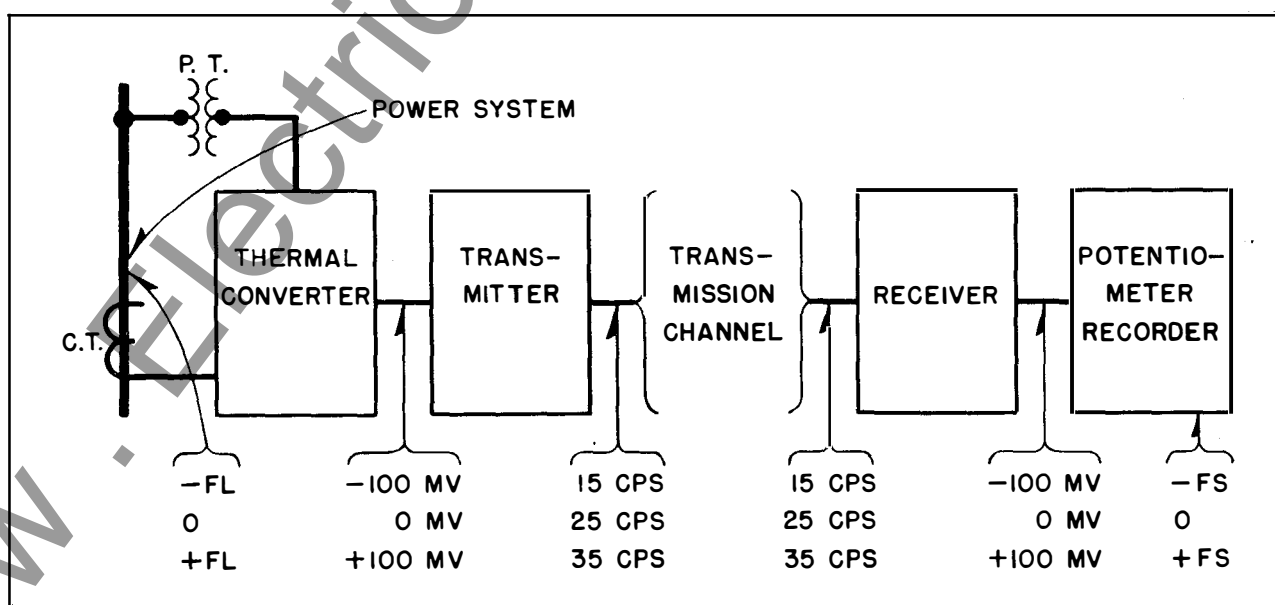 P. T.
POWER SYSTEM
C.T.
THERMAL
CONVERTER
TRANS-
MITTER
TRANS-
MISSION
CHANNEL
RECEIVER
POTENTIO-
METER
RECORDER
-FL -100 MV 15 CPS 15 CPS -100 MV -FS
0 0 MV 25 CPS 25 CPS 0 MV 0
+FL +100 MV 35 CPS 35 CPS +100 MV +FS
w . Electric